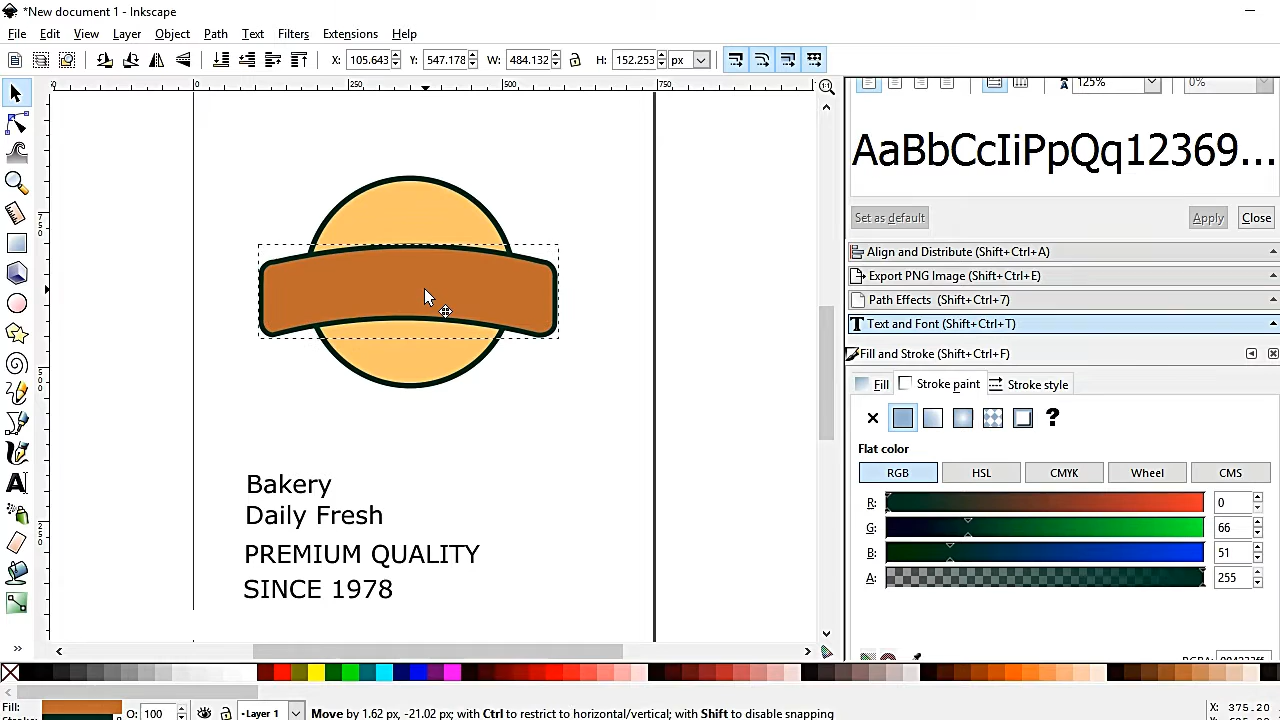 *New document 1 - Inkscape
File Edit View Layer Object Path Text Filters Extensions Help
X: 105.643 Y: 547.178 W: 484.132 H: 152.253 px
0 250 500 750
125% 0%
AaBbCcIiPpQq12369...
Set as default Apply Close
Align and Distribute (Shift+Ctrl+A)
Export PNG Image (Shift+Ctrl+E)
Path Effects (Shift+Ctrl+7)
Text and Font (Shift+Ctrl+T)
Fill and Stroke (Shift+Ctrl+F)
Fill Stroke paint Stroke style
?
Flat color
RGB HSL CMYK Wheel CMS
R: 0
G: 66
B: 51
A: 255
Bakery
Daily Fresh
PREMIUM QUALITY
SINCE 1978
Fill: O: 100 Layer 1 Move by 1.62 px, -21.02 px; with Ctrl to restrict to horizontal/vertical; with Shift to disable snapping X: 375.20